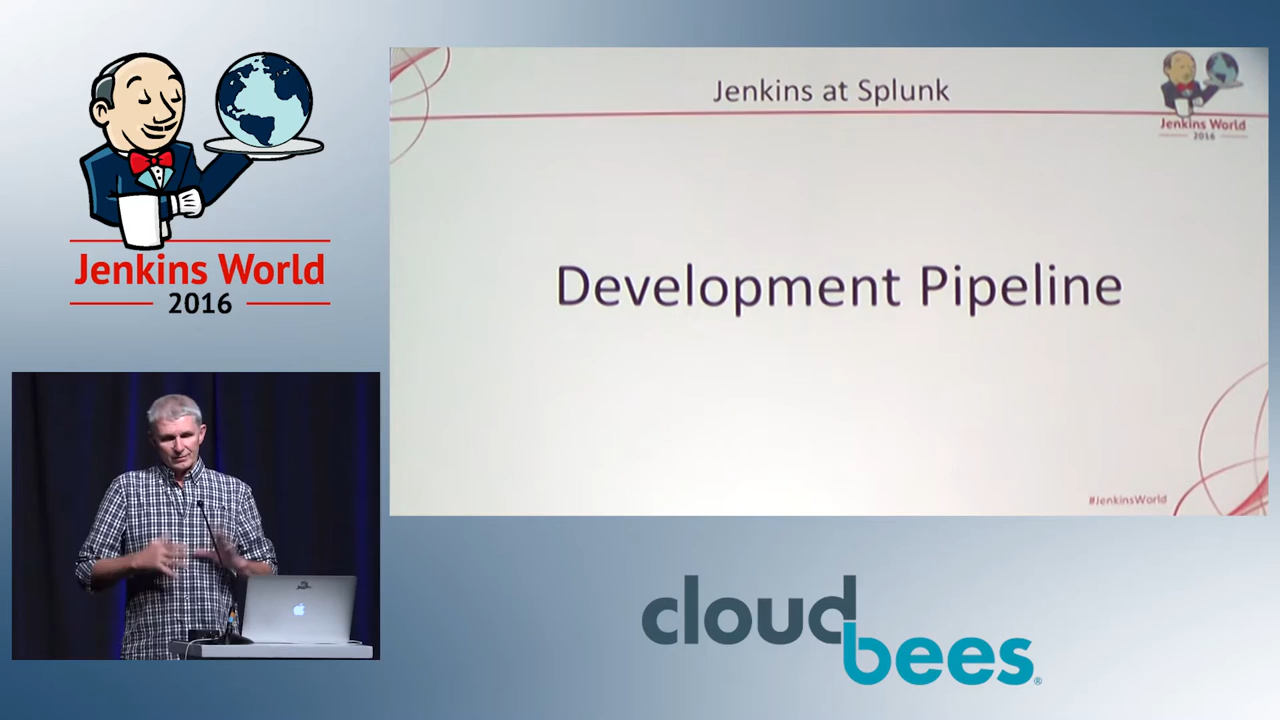 Jenkins World
2016
Jenkins at Splunk
Jenkins World
2016
Development Pipeline
#JenkinsWorld
cloudbees®